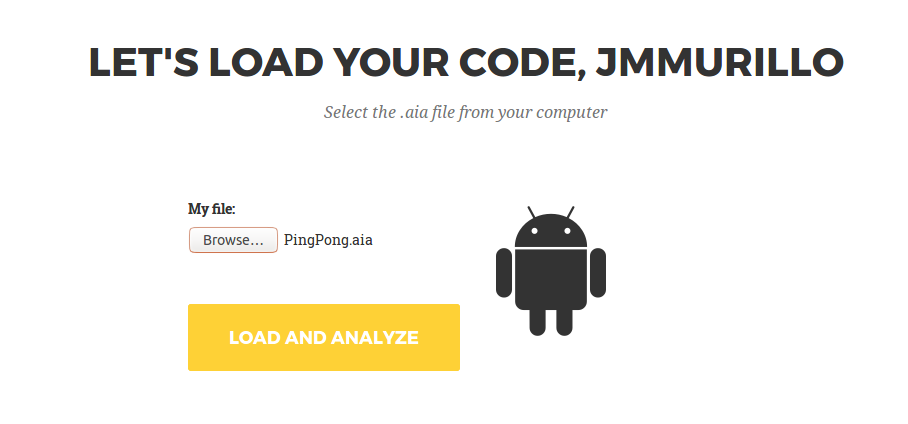 LET'S LOAD YOUR CODE, JMMURILLO
Select the .aia file from your computer
My file:
Browse... PingPong.aia
LOAD AND ANALYZE